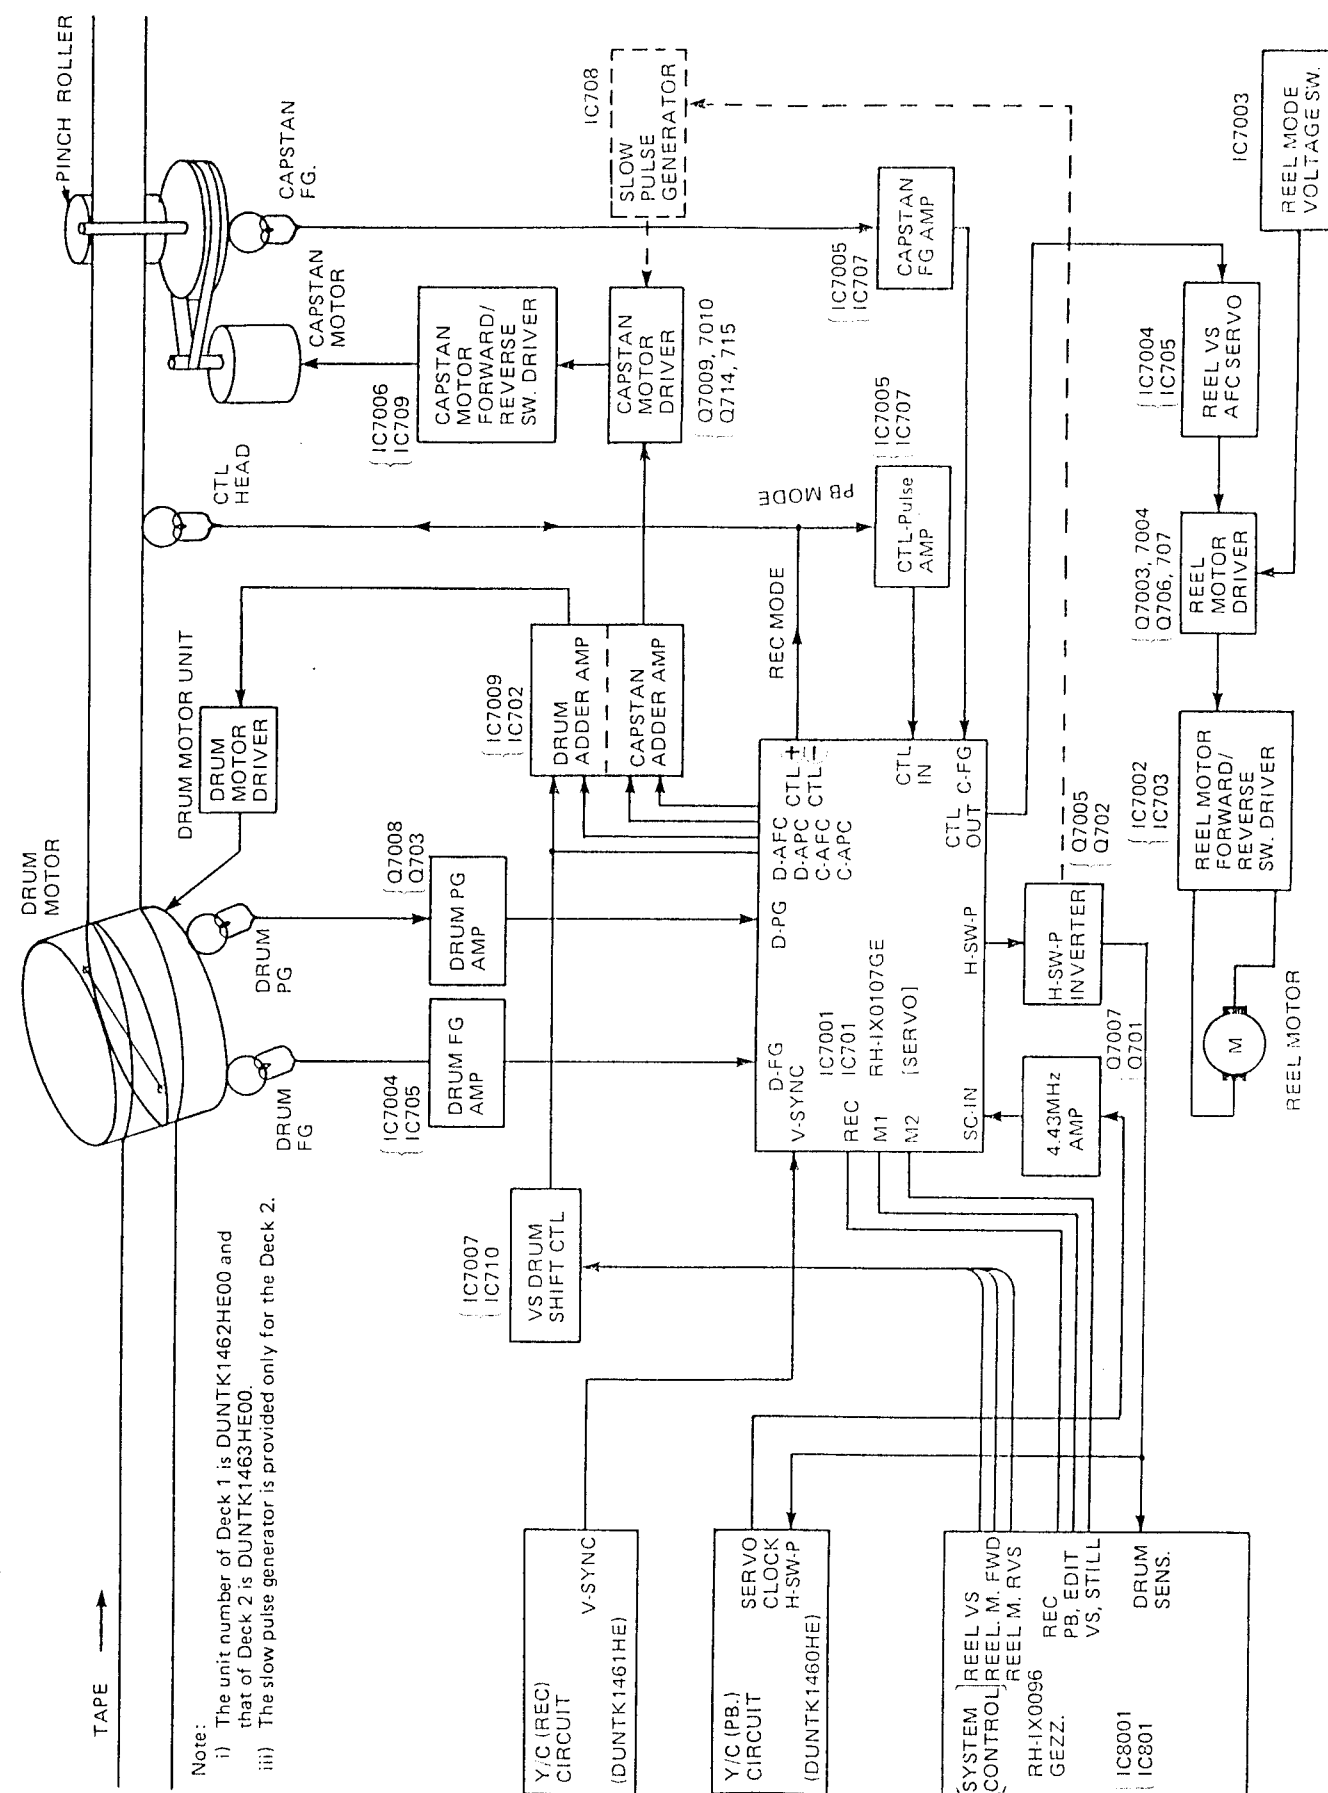 TAPE
Note:
i) The unit number of Deck 1 is DUNTK1462HE00 and
that of Deck 2 is DUNTK1463HE00.
iii) The slow pulse generator is provided only for the Deck 2.
DRUM
MOTOR
DRUM
FG
DRUM
PG
DRUM MOTOR UNIT
DRUM
MOTOR
DRIVER
CTL
HEAD
CAPSTAN
MOTOR
CAPSTAN
FG.
PINCH ROLLER
IC7004
IC705
DRUM FG
AMP
Q7008
Q703
DRUM PG
AMP
IC7009
IC702
DRUM
ADDER AMP
CAPSTAN
ADDER AMP
IC7006
IC709
CAPSTAN
MOTOR
FORWARD/
REVERSE
SW. DRIVER
CAPSTAN
MOTOR
DRIVER
Q7009, 7010
Q714, 715
IC708
SLOW
PULSE
GENERATOR
IC7007
IC710
VS DRUM
SHIFT CTL
REC MODE
PB MODE
IC7005
IC707
CTL-Pulse
AMP
IC7005
IC707
CAPSTAN
FG AMP
D-FG
V-SYNC
D-PG
D-AFC
D-APC
C-AFC
C-APC
CTL +
CTL -
CTL
IN
C-FG
CTL
OUT
H-SW-P
SC-IN
REC
M1
M2
IC7001
IC701
RH-IX0107GE
[SERVO]
4.43MHz
AMP
Q7007
Q701
H-SW-P
INVERTER
Q7005
Q702
Y/C (REC)
CIRCUIT
V-SYNC
(DUNTK1461HE)
Y/C (PB.)
CIRCUIT
SERVO
CLOCK
H-SW-P
(DUNTK1460HE)
SYSTEM
CONTROL
REEL VS
REEL. M. FWD
REEL M. RVS
RH-IX0096
GEZZ.
REC
PB, EDIT
VS, STILL
DRUM
SENS.
IC8001
IC801
REEL MOTOR
M
IC7002
IC703
REEL MOTOR
FORWARD/
REVERSE
SW. DRIVER
Q7003, 7004
Q706, 707
REEL
MOTOR
DRIVER
IC7004
IC705
REEL VS
AFC SERVO
IC7003
REEL MODE
VOLTAGE SW.